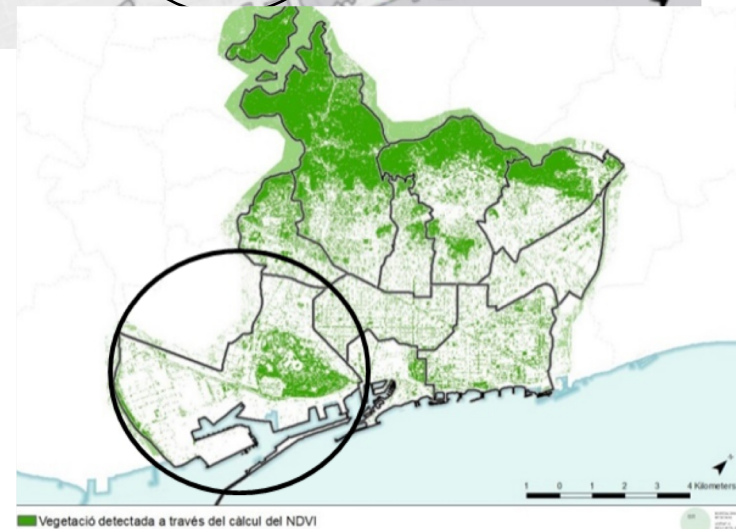 1 0 1 2 3 4 Kilometers
Vegetació detectada a través del càlcul del NDVI